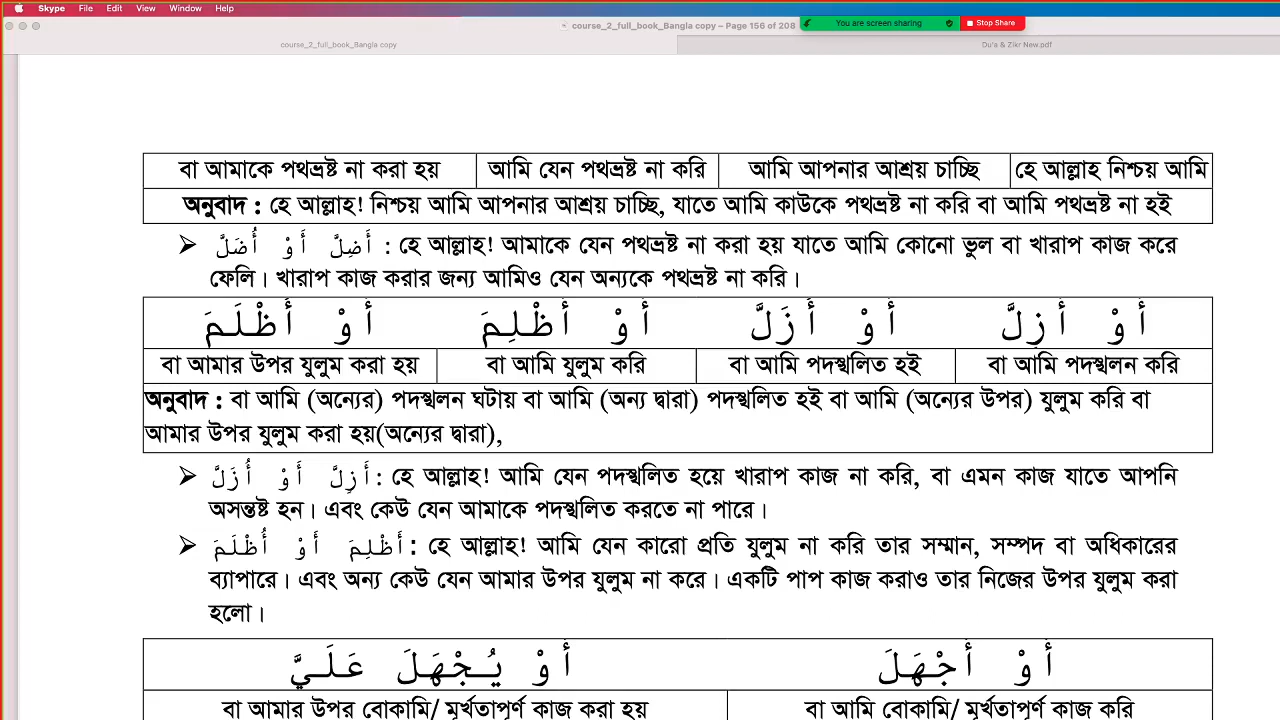 Skype File Edit View Window Help
course_2_full_book_Bangla copy – Page 156 of 208
You are screen sharing Stop Share
course_2_full_book_Bangla copy Du'a & Zikr New.pdf
বা আমাকে পথভ্রষ্ট না করা হয় আমি যেন পথভ্রষ্ট না করি আমি আপনার আশ্রয় চাচ্ছি হে আল্লাহ নিশ্চয় আমি
অনুবাদ : হে আল্লাহ! নিশ্চয় আমি আপনার আশ্রয় চাচ্ছি, যাতে আমি কাউকে পথভ্রষ্ট না করি বা আমি পথভ্রষ্ট না হই
➢ أَضِلَّ أَوْ أُضَلَّ : হে আল্লাহ! আমাকে যেন পথভ্রষ্ট না করা হয় যাতে আমি কোনো ভুল বা খারাপ কাজ করে
ফেলি। খারাপ কাজ করার জন্য আমিও যেন অন্যকে পথভ্রষ্ট না করি।
أَوْ أَزِلَّ أَوْ أَزَلَّ أَوْ أَظْلِمَ أَوْ أَظْلَمَ
বা আমার উপর যুলুম করা হয় বা আমি যুলুম করি বা আমি পদস্খলিত হই বা আমি পদস্খলন করি
অনুবাদ : বা আমি (অন্যের) পদস্খলন ঘটায় বা আমি (অন্য দ্বারা) পদস্খলিত হই বা আমি (অন্যের উপর) যুলুম করি বা
আমার উপর যুলুম করা হয়(অন্যের দ্বারা),
➢ أَزِلَّ أَوْ أُزَلَّ : হে আল্লাহ! আমি যেন পদস্খলিত হয়ে খারাপ কাজ না করি, বা এমন কাজ যাতে আপনি
অসন্তষ্ট হন। এবং কেউ যেন আমাকে পদস্খলিত করতে না পারে।
➢ أَظْلِمَ أَوْ أُظْلَمَ : হে আল্লাহ! আমি যেন কারো প্রতি যুলুম না করি তার সম্মান, সম্পদ বা অধিকারের
ব্যাপারে। এবং অন্য কেউ যেন আমার উপর যুলুম না করে। একটি পাপ কাজ করাও তার নিজের উপর যুলুম করা
হলো।
أَوْ أَجْهَلَ أَوْ يُجْهَلَ عَلَيَّ
বা আমার উপর বোকামি/ মূর্খতাপূর্ণ কাজ করা হয় বা আমি বোকামি/ মূর্খতাপূর্ণ কাজ করি